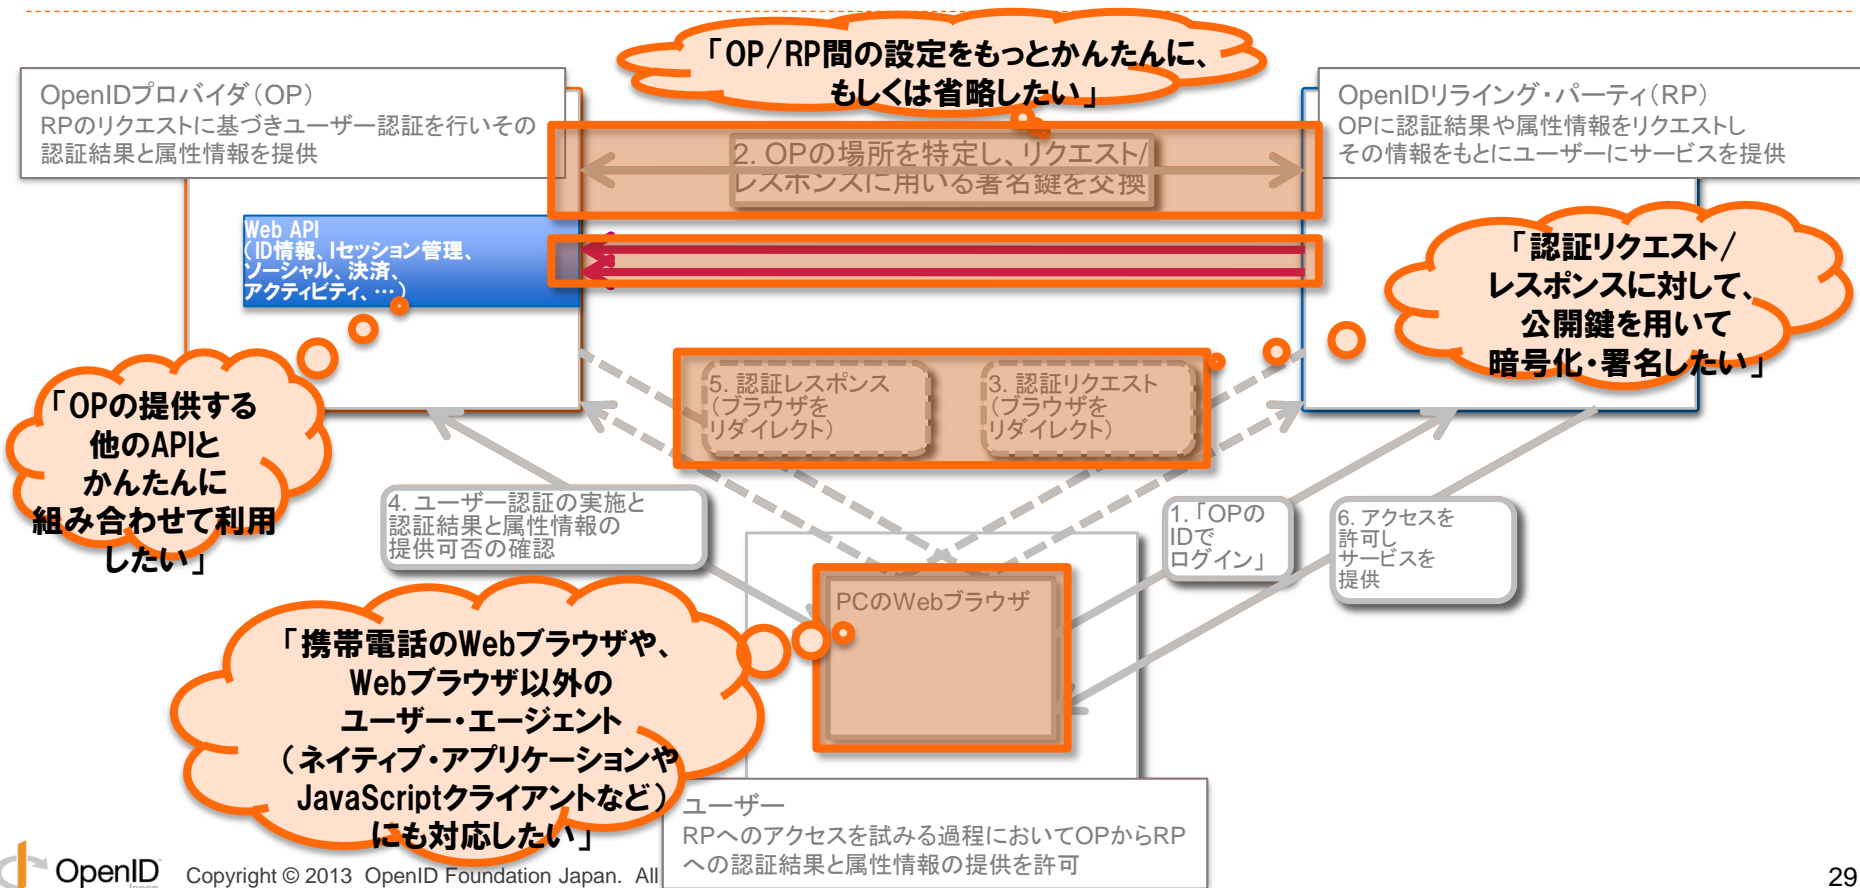 「OP/RP間の設定をもっとかんたんに、
もしくは省略したい」
OpenIDプロバイダ（OP）
RPのリクエストに基づきユーザー認証を行いその
認証結果と属性情報を提供
OpenIDリライング・パーティ（RP）
OPに認証結果や属性情報をリクエストし
その情報をもとにユーザーにサービスを提供
2. OPの場所を特定し、リクエスト/
レスポンスに用いる署名鍵を交換
Web API
（ID情報、Iセッション管理、
ソーシャル、決済、
アクティビティ、…）
「認証リクエスト/
レスポンスに対して、
公開鍵を用いて
暗号化・署名したい」
5. 認証レスポンス
（ブラウザを
リダイレクト）
3. 認証リクエスト
（ブラウザを
リダイレクト）
「OPの提供する
他のAPIと
かんたんに
組み合わせて利用
したい」
4. ユーザー認証の実施と
認証結果と属性情報の
提供可否の確認
1. 「OPの
IDで
ログイン」
6. アクセスを
許可し
サービスを
提供
PCのWebブラウザ
「携帯電話のWebブラウザや、
Webブラウザ以外の
ユーザー・エージェント
（ネイティブ・アプリケーションや
JavaScriptクライアントなど）
にも対応したい」
ユーザー
RPへのアクセスを試みる過程においてOPからRP
への認証結果と属性情報の提供を許可
OpenID
Japan
Copyright © 2013 OpenID Foundation Japan. All
29